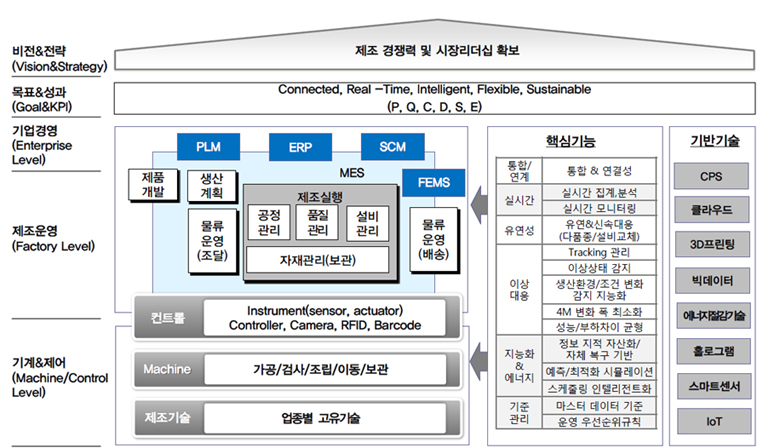 비전&전략
(Vision&Strategy)
제조 경쟁력 및 시장리더십 확보
목표&성과
(Goal&KPI)
Connected, Real -Time, Intelligent, Flexible, Sustainable
(P, Q, C, D, S, E)
기업경영
(Enterprise
Level)
제조운영
(Factory Level)
기계&제어
(Machine/Control
Level)
PLM
ERP
SCM
MES
FEMS
제품
개발
생산
계획
제조실행
공정
관리
품질
관리
설비
관리
자재관리(보관)
물류
운영
(조달)
물류
운영
(배송)
컨트롤
Instrument(sensor, actuator)
Controller, Camera, RFID, Barcode
Machine
가공/검사/조립/이동/보관
제조기술
업종별 고유기술
핵심기능
통합/
연계
통합 & 연결성
실시간
실시간 집계,분석
실시간 모니터링
유연성
유연&신속대응
(다품종/설비교체)
이상
대응
Tracking 관리
이상상태 감지
생산환경/조건 변화
감지 지능화
4M 변화 폭 최소화
성능/부하차이 균형
지능화
&
에너지
정보 지적 자산화/
자체 복구 기반
예측/최적화 시뮬레이션
스케줄링 인텔리전트화
기준
관리
마스터 데이터 기준
운영 우선순위규칙
기반기술
CPS
클라우드
3D프린팅
빅데이터
에너지절감기술
홀로그램
스마트센서
IoT